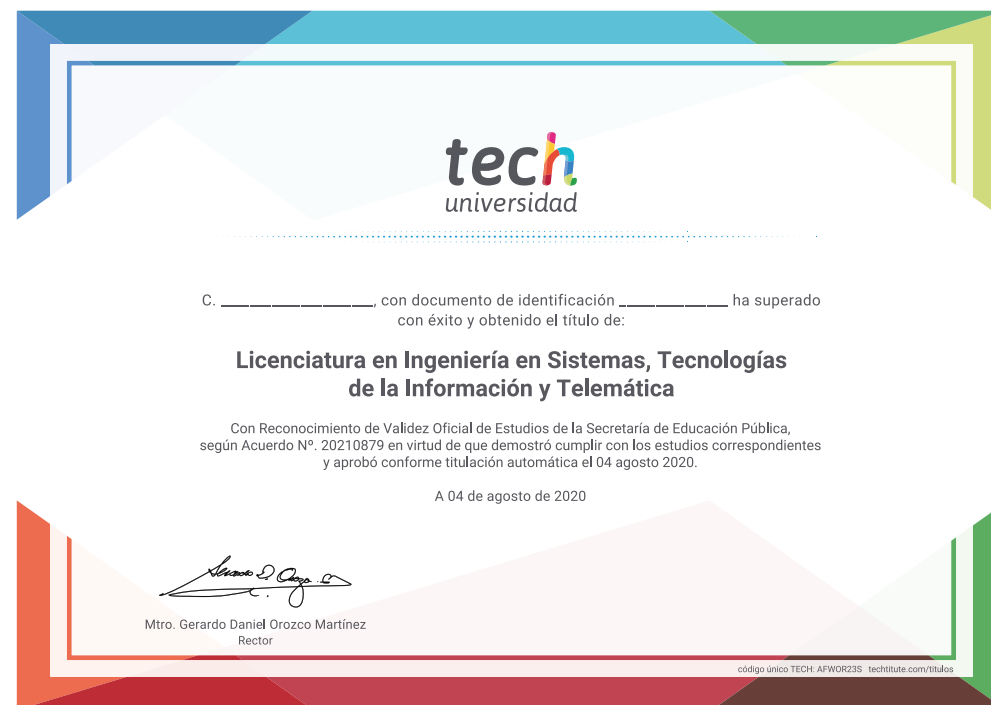 tech
universidad
C. __________________, con documento de identificación _____________ ha superado
con éxito y obtenido el título de:
Licenciatura en Ingeniería en Sistemas, Tecnologías
de la Información y Telemática
Con Reconocimiento de Validez Oficial de Estudios de la Secretaría de Educación Pública,
según Acuerdo Nº. 20210879 en virtud de que demostró cumplir con los estudios correspondientes
y aprobó conforme titulación automática el 04 agosto 2020.
A 04 de agosto de 2020
Mtro. Gerardo Daniel Orozco Martínez
Rector
código único TECH: AFWOR23S techtitute.com/titulos